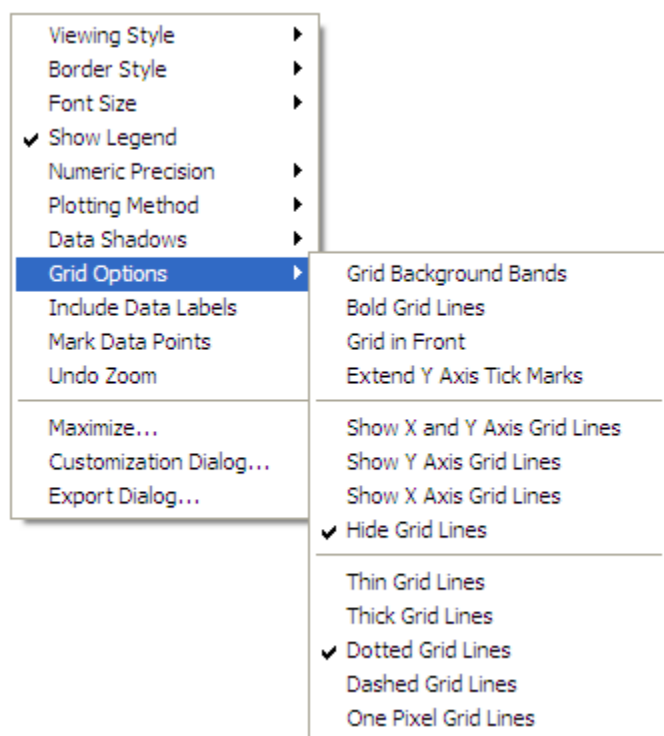 Viewing Style
Border Style
Font Size
Show Legend
Numeric Precision
Plotting Method
Data Shadows
Grid Options
Include Data Labels
Mark Data Points
Undo Zoom
Maximize...
Customization Dialog...
Export Dialog...
Grid Background Bands
Bold Grid Lines
Grid in Front
Extend Y Axis Tick Marks
Show X and Y Axis Grid Lines
Show Y Axis Grid Lines
Show X Axis Grid Lines
Hide Grid Lines
Thin Grid Lines
Thick Grid Lines
Dotted Grid Lines
Dashed Grid Lines
One Pixel Grid Lines